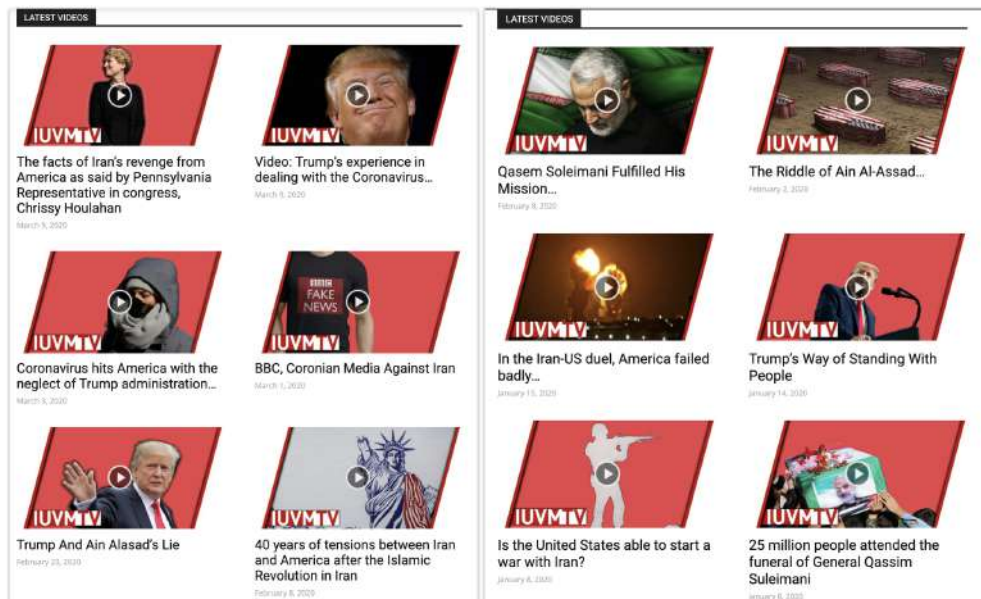 LATEST VIDEOS
IUVMTV
The facts of Iran's revenge from
America as said by Pennsylvania
Representative in congress,
Chrissy Houlahan
March 9, 2020
IUVMTV
Video: Trump's experience in
dealing with the Coronavirus...
March 9, 2020
IUVMTV
Coronavirus hits America with the
neglect of Trump administration...
March 3, 2020
FAKE
NEWS
IUVMTV
BBC, Coronian Media Against Iran
March 1, 2020
IUVMTV
Trump And Ain Alasad's Lie
February 23, 2020
IUVMTV
40 years of tensions between Iran
and America after the Islamic
Revolution in Iran
February 8, 2020
LATEST VIDEOS
IUVMTV
Qasem Soleimani Fulfilled His
Mission...
February 8, 2020
IUVMTV
The Riddle of Ain Al-Assad...
February 2, 2020
IUVMTV
In the Iran-US duel, America failed
badly...
January 15, 2020
IUVMTV
Trump's Way of Standing With
People
January 14, 2020
IUVMTV
Is the United States able to start a
war with Iran?
January 8, 2020
IUVMTV
25 million people attended the
funeral of General Qassim
Suleimani
January 8, 2020